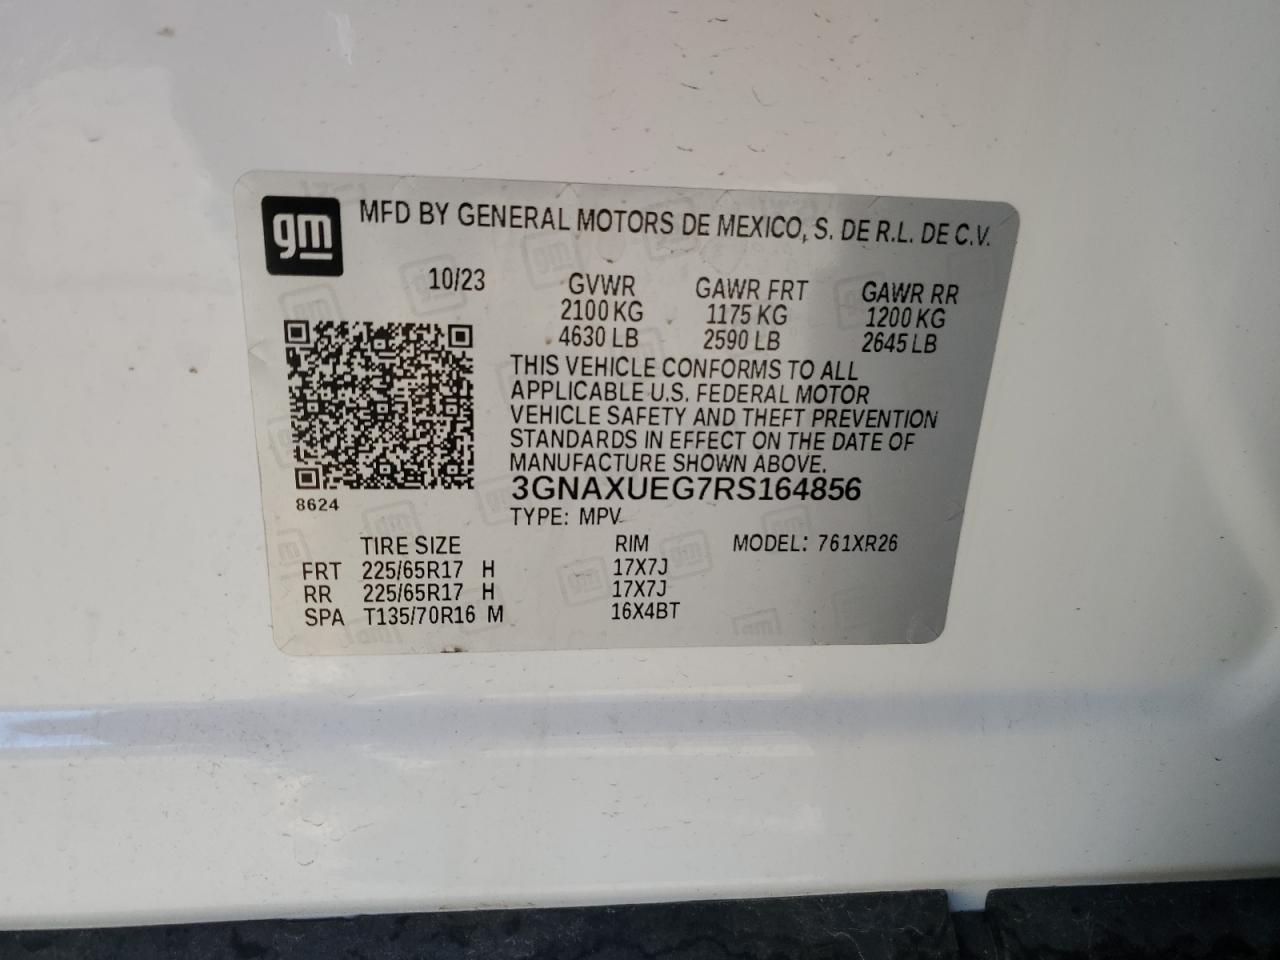 gm
MFD BY GENERAL MOTORS DE MEXICO, S. DE R.L. DE C.V.
10/23 GVWR GAWR FRT GAWR RR
2100 KG 1175 KG 1200 KG
4630 LB 2590 LB 2645 LB
THIS VEHICLE CONFORMS TO ALL
APPLICABLE U.S. FEDERAL MOTOR
VEHICLE SAFETY AND THEFT PREVENTION
STANDARDS IN EFFECT ON THE DATE OF
MANUFACTURE SHOWN ABOVE.
3GNAXUEG7RS164856
8624
TYPE: MPV
TIRE SIZE RIM MODEL: 761XR26
FRT 225/65R17 H 17X7J
RR 225/65R17 H 17X7J
SPA T135/70R16 M 16X4BT